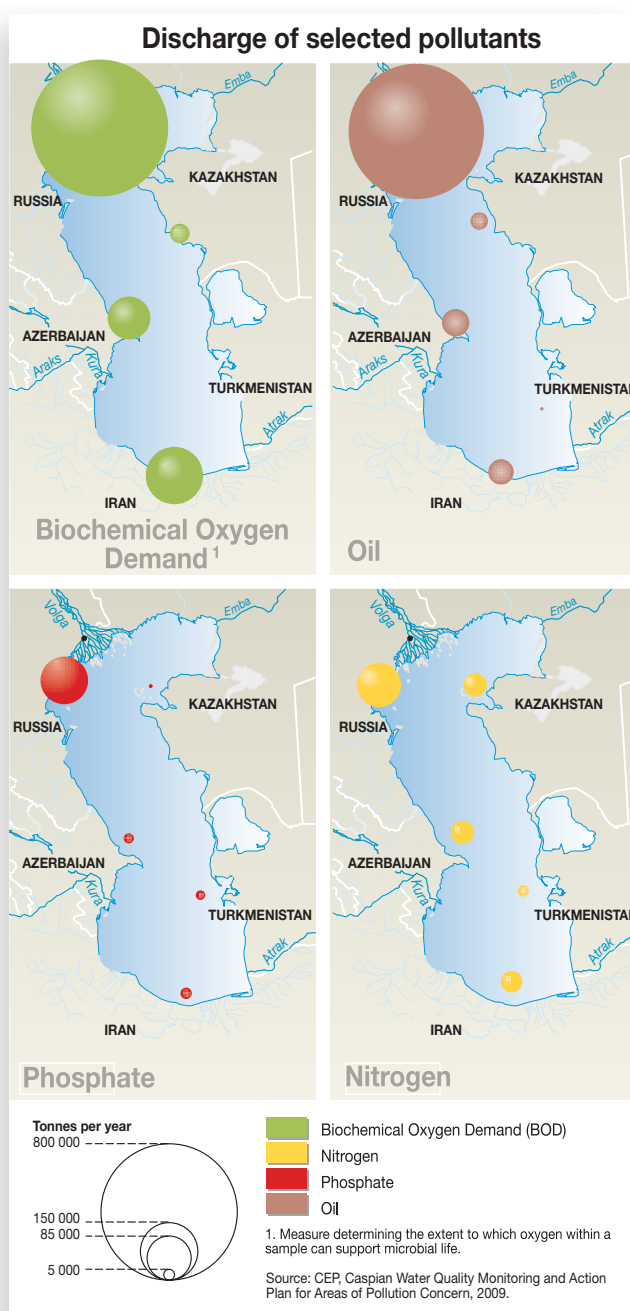 Discharge of selected pollutants
Emba
KAZAKHSTAN
RUSSIA
AZERBAIJAN
Araks
Kura
TURKMENISTAN
Atrak
IRAN
Biochemical Oxygen
Demand 1
Emba
KAZAKHSTAN
RUSSIA
AZERBAIJAN
Araks
Kura
TURKMENISTAN
Atrak
IRAN
Oil
Volga
Emba
KAZAKHSTAN
RUSSIA
AZERBAIJAN
Kura
TURKMENISTAN
Atrak
IRAN
Phosphate
Volga
Emba
KAZAKHSTAN
RUSSIA
AZERBAIJAN
Kura
TURKMENISTAN
Atrak
IRAN
Nitrogen
Tonnes per year
800 000
150 000
85 000
5 000
Biochemical Oxygen Demand (BOD)
Nitrogen
Phosphate
Oil
1. Measure determining the extent to which oxygen within a
sample can support microbial life.
Source: CEP, Caspian Water Quality Monitoring and Action
Plan for Areas of Pollution Concern, 2009.